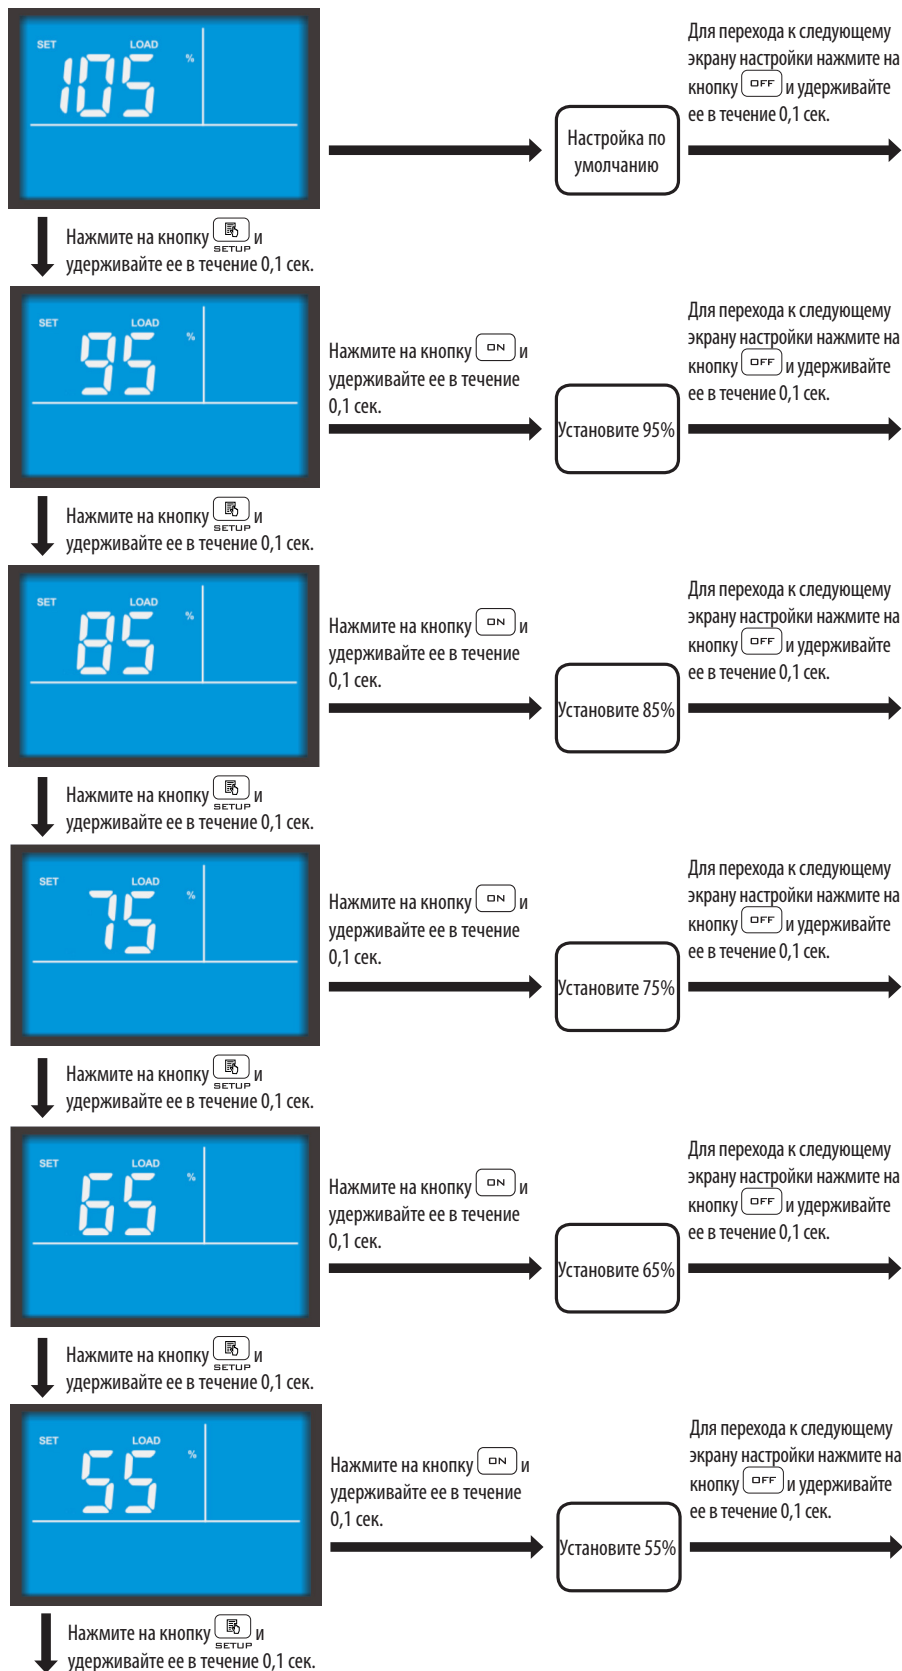 SET LOAD
105 %
Для перехода к следующему
экрану настройки нажмите на
кнопку OFF и удерживайте
ее в течение 0,1 сек.
Настройка по
умолчанию
Нажмите на кнопку SETUP и
удерживайте ее в течение 0,1 сек.
SET LOAD
95 %
Нажмите на кнопку ON и
удерживайте ее в течение
0,1 сек.
Установите 95%
Для перехода к следующему
экрану настройки нажмите на
кнопку OFF и удерживайте
ее в течение 0,1 сек.
Нажмите на кнопку SETUP и
удерживайте ее в течение 0,1 сек.
SET LOAD
85 %
Нажмите на кнопку ON и
удерживайте ее в течение
0,1 сек.
Установите 85%
Для перехода к следующему
экрану настройки нажмите на
кнопку OFF и удерживайте
ее в течение 0,1 сек.
Нажмите на кнопку SETUP и
удерживайте ее в течение 0,1 сек.
SET LOAD
75 %
Нажмите на кнопку ON и
удерживайте ее в течение
0,1 сек.
Установите 75%
Для перехода к следующему
экрану настройки нажмите на
кнопку OFF и удерживайте
ее в течение 0,1 сек.
Нажмите на кнопку SETUP и
удерживайте ее в течение 0,1 сек.
SET LOAD
65 %
Нажмите на кнопку ON и
удерживайте ее в течение
0,1 сек.
Установите 65%
Для перехода к следующему
экрану настройки нажмите на
кнопку OFF и удерживайте
ее в течение 0,1 сек.
Нажмите на кнопку SETUP и
удерживайте ее в течение 0,1 сек.
SET LOAD
55 %
Нажмите на кнопку ON и
удерживайте ее в течение
0,1 сек.
Установите 55%
Для перехода к следующему
экрану настройки нажмите на
кнопку OFF и удерживайте
ее в течение 0,1 сек.
Нажмите на кнопку SETUP и
удерживайте ее в течение 0,1 сек.